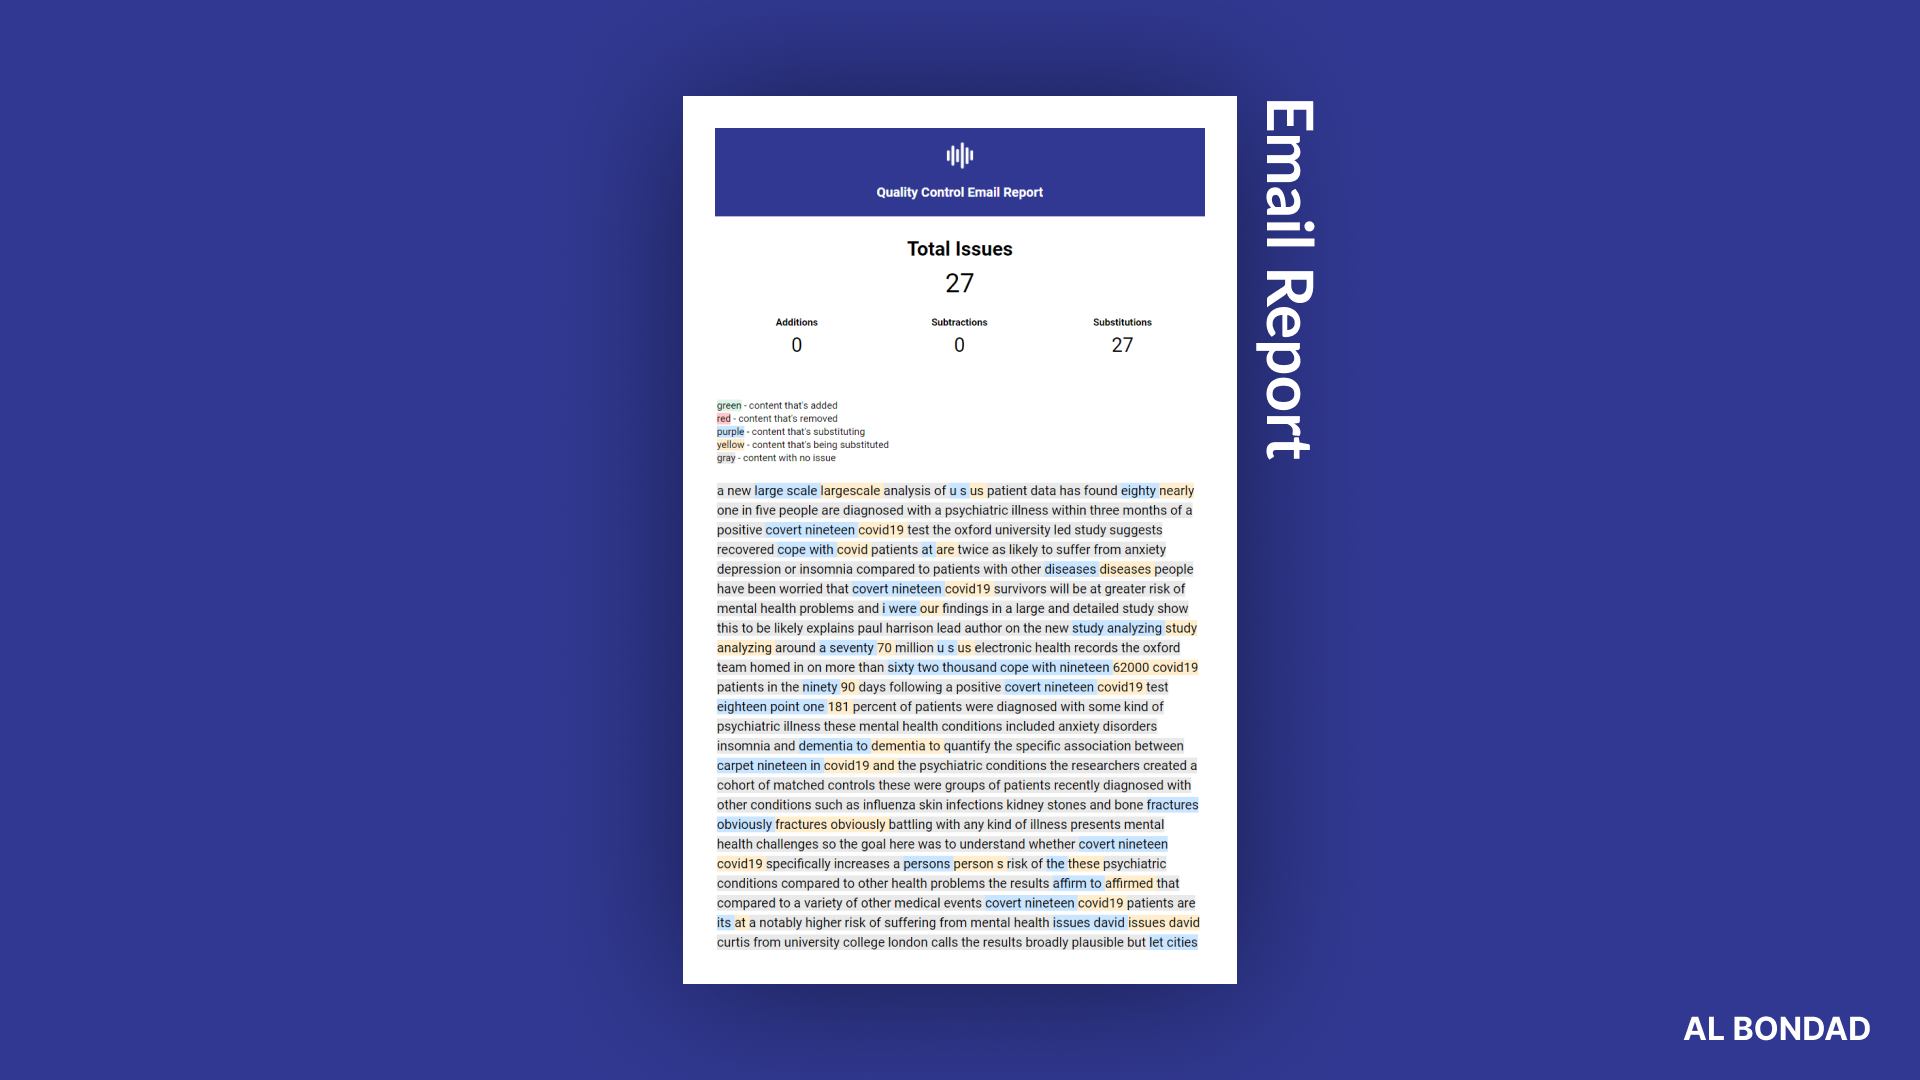 Quality Control Email Report
Total Issues
27
Additions
Subtractions
Substitutions
0
0
27
green - content that's added
red - content that's removed
purple - content that's substituting
yellow - content that's being substituted
gray - content with no issue
a new large scale largescale analysis of u s us patient data has found eighty nearly
one in five people are diagnosed with a psychiatric illness within three months of a
positive covert nineteen covid19 test the oxford university led study suggests
recovered cope with covid patients at are twice as likely to suffer from anxiety
depression or insomnia compared to patients with other diseases diseases people
have been worried that covert nineteen covid19 survivors will be at greater risk of
mental health problems and i were our findings in a large and detailed study show
this to be likely explains paul harrison lead author on the new study analyzing study
analyzing around a seventy 70 million u s us electronic health records the oxford
team homed in on more than sixty two thousand cope with nineteen 62000 covid19
patients in the ninety 90 days following a positive covert nineteen covid19 test
eighteen point one 181 percent of patients were diagnosed with some kind of
psychiatric illness these mental health conditions included anxiety disorders
insomnia and dementia to dementia to quantify the specific association between
carpet nineteen in covid19 and the psychiatric conditions the researchers created a
cohort of matched controls these were groups of patients recently diagnosed with
other conditions such as influenza skin infections kidney stones and bone fractures
obviously fractures obviously battling with any kind of illness presents mental
health challenges so the goal here was to understand whether covert nineteen
covid19 specifically increases a persons person s risk of the these psychiatric
conditions compared to other health problems the results affirm to affirmed that
compared to a variety of other medical events covert nineteen covid19 patients are
its at a notably higher risk of suffering from mental health issues david issues david
curtis from university college london calls the results broadly plausible but let cities
Email Report
AL BONDAD